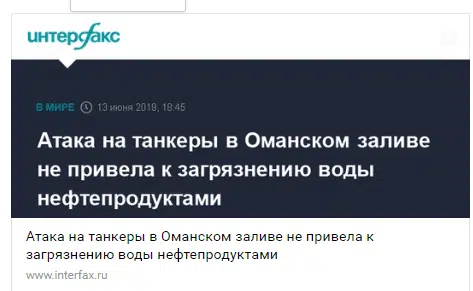 интерфакс
В МИРЕ 13 июня 2019, 18:45
Атака на танкеры в Оманском заливе
не привела к загрязнению воды
нефтепродуктами
Атака на танкеры в Оманском заливе не привела к
загрязнению воды нефтепродуктами
www.interfax.ru